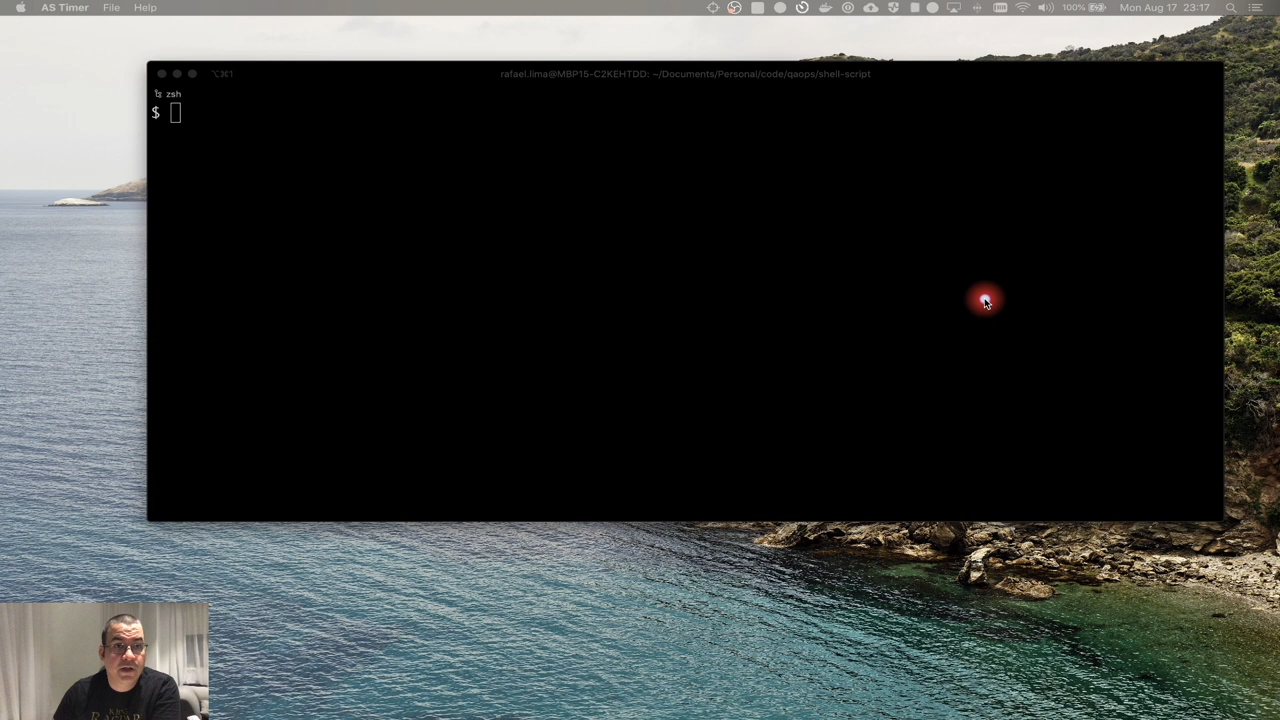 AS Timer File Help 100% Mon Aug 17 23:17
⌥⌘1 rafael.lima@MBP15-C2KEHTDD: ~/Documents/Personal/code/qaops/shell-script
zsh
$